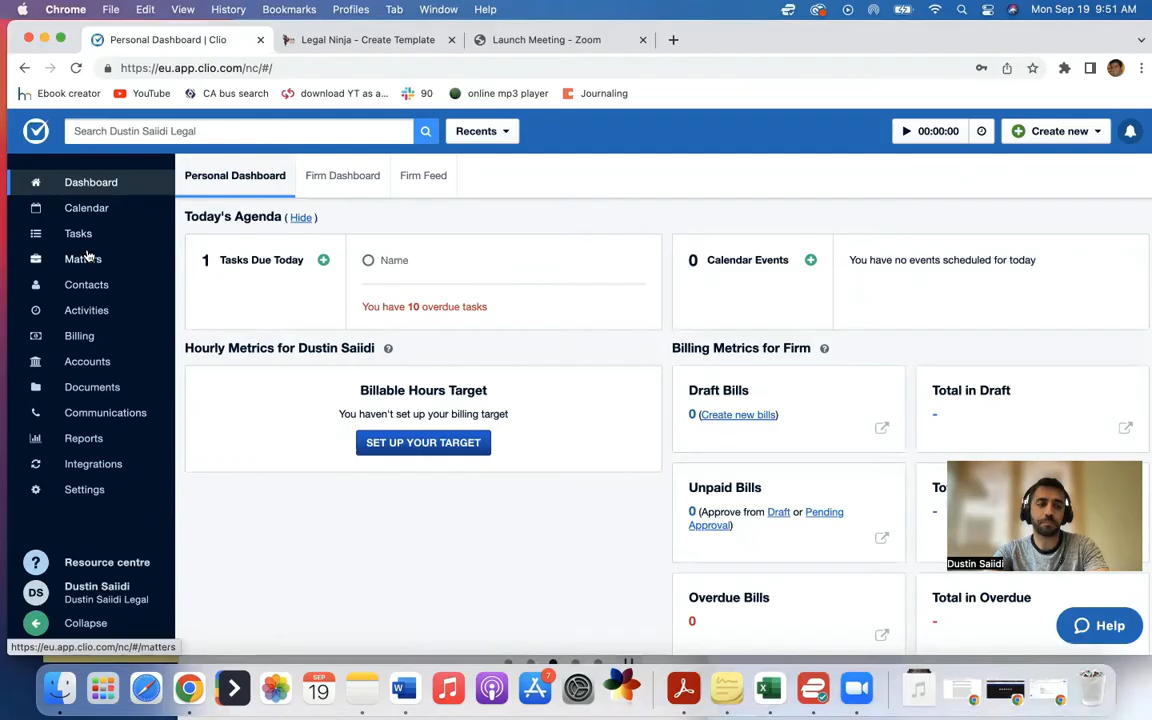 Chrome File Edit View History Bookmarks Profiles Tab Window Help Mon Sep 19 9:51 AM
Personal Dashboard | Clio Legal Ninja - Create Template Launch Meeting - Zoom
https://eu.app.clio.com/nc/#/
Ebook creator YouTube CA bus search download YT as a... 90 online mp3 player Journaling
Search Dustin Saiidi Legal Recents 00:00:00 Create new
Dashboard
Calendar
Tasks
Matters
Contacts
Activities
Billing
Accounts
Documents
Communications
Reports
Integrations
Settings
? Resource centre
DS Dustin Saiidi
Dustin Saiidi Legal
Collapse
https://eu.app.clio.com/nc/#/matters
Personal Dashboard Firm Dashboard Firm Feed
Today's Agenda ( Hide )
1 Tasks Due Today
Name
You have 10 overdue tasks
0 Calendar Events
You have no events scheduled for today
Hourly Metrics for Dustin Saiidi ?
Billable Hours Target
You haven't set up your billing target
SET UP YOUR TARGET
Billing Metrics for Firm ?
Draft Bills
0 (Create new bills)
Total in Draft
-
Unpaid Bills
0 (Approve from Draft or Pending
Approval)
To
-
Dustin Saiidi
Overdue Bills
0
Total in Overdue
-
Help
SEP
19
7